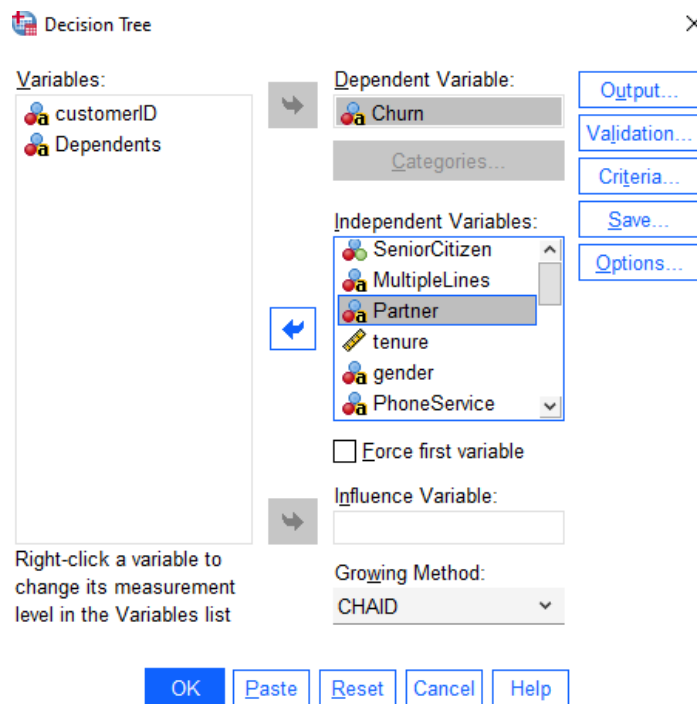 Decision Tree
Variables:
customerID
Dependents
Right-click a variable to
change its measurement
level in the Variables list
Dependent Variable:
Churn
Categories...
Independent Variables:
SeniorCitizen
MultipleLines
Partner
tenure
gender
PhoneService
Force first variable
Influence Variable:
Growing Method:
CHAID
Output...
Validation...
Criteria...
Save...
Options...
OK
Paste
Reset
Cancel
Help